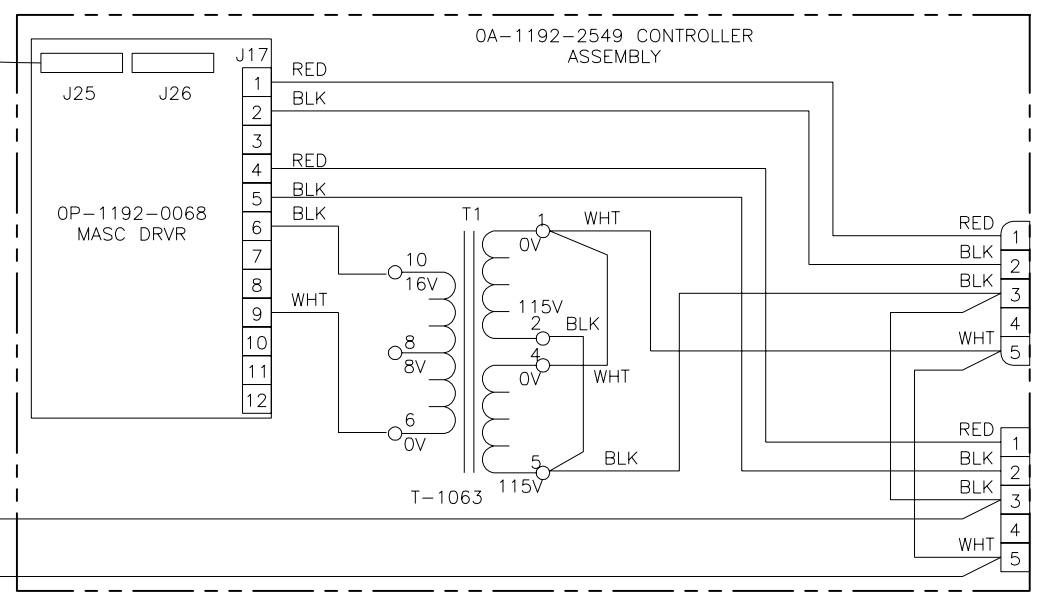 0A-1192-2549 CONTROLLER
ASSEMBLY
J17
J25
J26
0P-1192-0068
MASC DRVR
1
2
3
4
5
6
7
8
9
10
11
12
RED
BLK
RED
BLK
BLK
WHT
10
16V
8
8V
6
0V
T1
1
0V
WHT
115V
2
BLK
4
0V
WHT
5
115V
BLK
T-1063
RED
1
BLK
2
BLK
3
4
WHT
5
RED
1
BLK
2
BLK
3
4
WHT
5